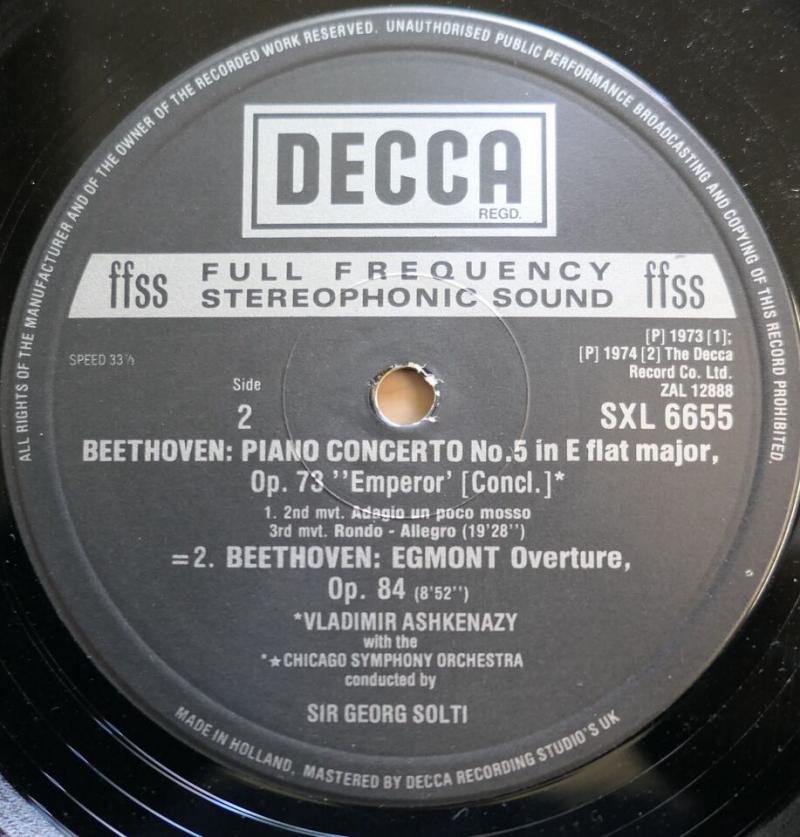 ALL RIGHTS OF THE MANUFACTURER AND OF THE OWNER OF THE RECORDED WORK RESERVED. UNAUTHORISED PUBLIC PERFORMANCE BROADCASTING AND COPYING OF THIS RECORD PROHIBITED.
DECCA
REGD.
ffss FULL FREQUENCY STEREOPHONIC SOUND ffss
[P] 1973 [1];
[P] 1974 [2] The Decca
Record Co. Ltd.
SPEED 33⅓
ZAL 12888
Side
2
SXL 6655
BEETHOVEN: PIANO CONCERTO No.5 in E flat major,
Op. 73 ''Emperor' [Concl.]*
1. 2nd mvt. Adagio un poco mosso
3rd mvt. Rondo - Allegro (19'28'')
=2. BEETHOVEN: EGMONT Overture,
Op. 84 (8'52'')
*VLADIMIR ASHKENAZY
with the
*★CHICAGO SYMPHONY ORCHESTRA
conducted by
SIR GEORG SOLTI
MADE IN HOLLAND, MASTERED BY DECCA RECORDING STUDIO'S UK